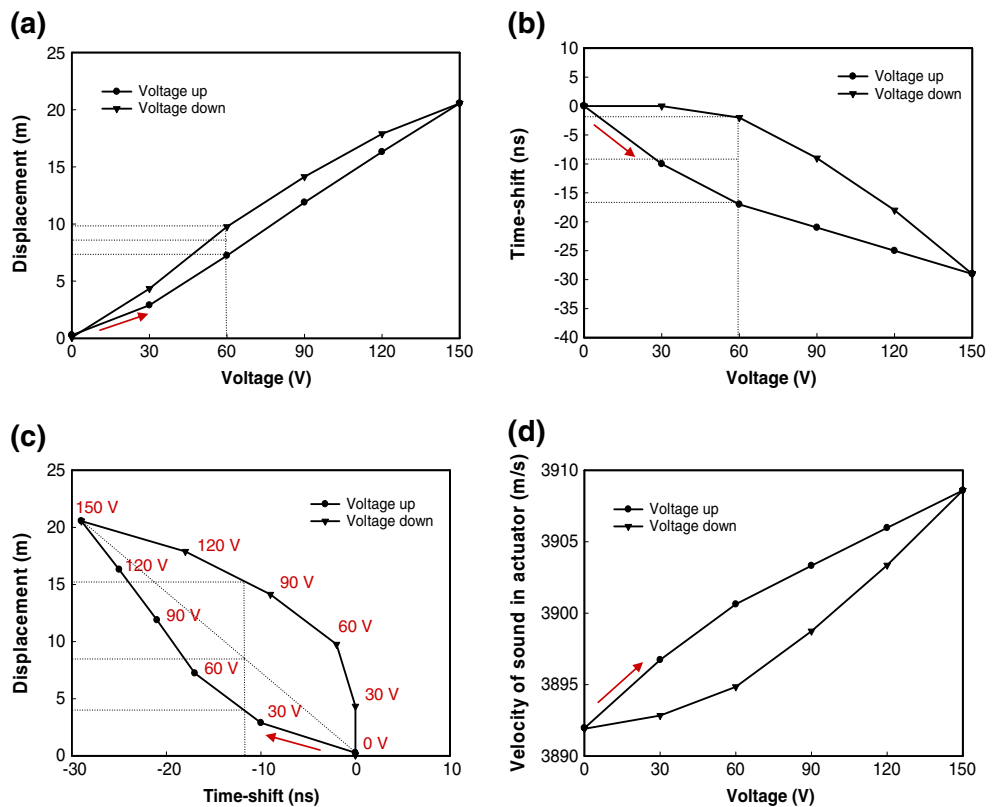 (a)
25
20
15
10
5
0
Displacement (m)
Voltage up
Voltage down
0 30 60 90 120 150
Voltage (V)
(b)
10
5
0
-5
-10
-15
-20
-25
-30
-35
-40
Time-shift (ns)
Voltage up
Voltage down
0 30 60 90 120 150
Voltage (V)
(c)
25
20
15
10
5
0
Displacement (m)
Voltage up
Voltage down
150 V
120 V
120 V
90 V
90 V
60 V
60 V
30 V
30 V
0 V
-30 -20 -10 0 10
Time-shift (ns)
(d)
3910
3905
3900
3895
3890
Velocity of sound in actuator (m/s)
Voltage up
Voltage down
0 30 60 90 120 150
Voltage (V)